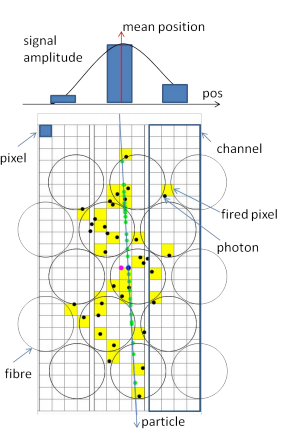 mean position
signal
amplitude
pos
pixel
channel
fired pixel
photon
fibre
particle